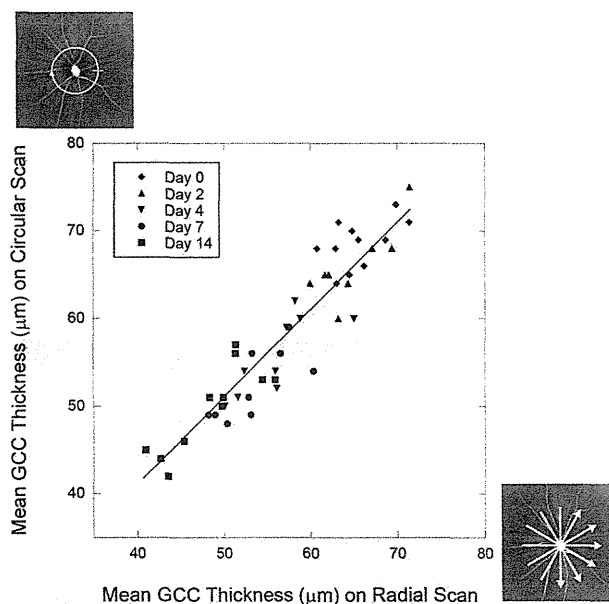 Mean GCC Thickness (μm) on Circular Scan
80
70
60
50
40
Day 0
Day 2
Day 4
Day 7
Day 14
40 50 60 70 80
Mean GCC Thickness (μm) on Radial Scan